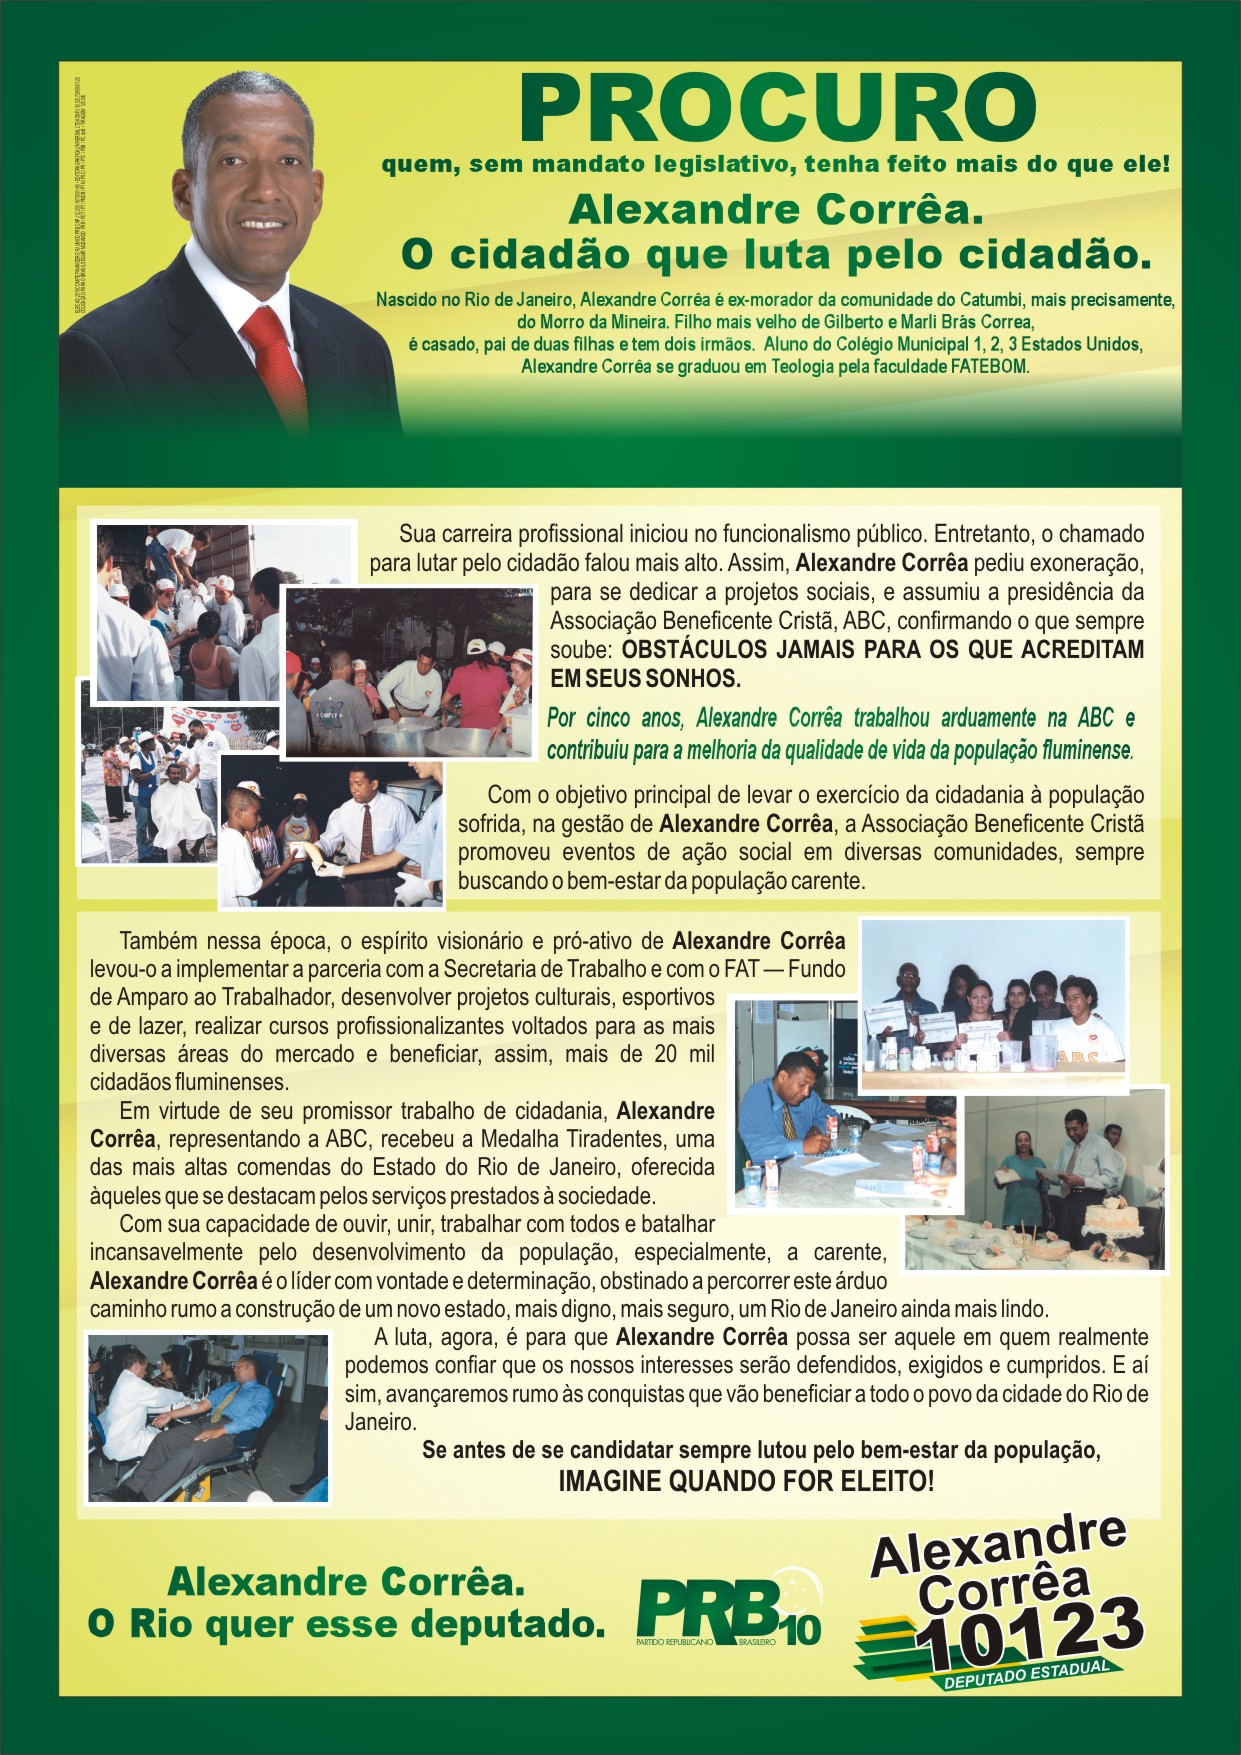 PROCURO
quem, sem mandato legislativo, tenha feito mais do que ele!
Alexandre Corrêa.
O cidadão que luta pelo cidadão.
Nascido no Rio de Janeiro, Alexandre Corrêa é ex-morador da comunidade do Catumbi, mais precisamente,
do Morro da Mineira. Filho mais velho de Gilberto e Marli Brás Correa,
é casado, pai de duas filhas e tem dois irmãos. Aluno do Colégio Municipal 1, 2, 3 Estados Unidos,
Alexandre Corrêa se graduou em Teologia pela faculdade FATEBOM.
Sua carreira profissional iniciou no funcionalismo público. Entretanto, o chamado
para lutar pelo cidadão falou mais alto. Assim, Alexandre Corrêa pediu exoneração,
para se dedicar a projetos sociais, e assumiu a presidência da
Associação Beneficente Cristã, ABC, confirmando o que sempre
soube: OBSTÁCULOS JAMAIS PARA OS QUE ACREDITAM
EM SEUS SONHOS.
Por cinco anos, Alexandre Corrêa trabalhou arduamente na ABC e
contribuiu para a melhoria da qualidade de vida da população fluminense.
Com o objetivo principal de levar o exercício da cidadania à população
sofrida, na gestão de Alexandre Corrêa, a Associação Beneficente Cristã
promoveu eventos de ação social em diversas comunidades, sempre
buscando o bem-estar da população carente.
Também nessa época, o espírito visionário e pró-ativo de Alexandre Corrêa
levou-o a implementar a parceria com a Secretaria de Trabalho e com o FAT — Fundo
de Amparo ao Trabalhador, desenvolver projetos culturais, esportivos
e de lazer, realizar cursos profissionalizantes voltados para as mais
diversas áreas do mercado e beneficiar, assim, mais de 20 mil
cidadãos fluminenses.
Em virtude de seu promissor trabalho de cidadania, Alexandre
Corrêa, representando a ABC, recebeu a Medalha Tiradentes, uma
das mais altas comendas do Estado do Rio de Janeiro, oferecida
àqueles que se destacam pelos serviços prestados à sociedade.
Com sua capacidade de ouvir, unir, trabalhar com todos e batalhar
incansavelmente pelo desenvolvimento da população, especialmente, a carente,
Alexandre Corrêa é o líder com vontade e determinação, obstinado a percorrer este árduo
caminho rumo a construção de um novo estado, mais digno, mais seguro, um Rio de Janeiro ainda mais lindo.
A luta, agora, é para que Alexandre Corrêa possa ser aquele em quem realmente
podemos confiar que os nossos interesses serão defendidos, exigidos e cumpridos. E aí
sim, avançaremos rumo às conquistas que vão beneficiar a todo o povo da cidade do Rio de
Janeiro.
Se antes de se candidatar sempre lutou pelo bem-estar da população,
IMAGINE QUANDO FOR ELEITO!
Alexandre Corrêa.
O Rio quer esse deputado.
PRB 10
PARTIDO REPUBLICANO BRASILEIRO
Alexandre
Corrêa
10123
DEPUTADO ESTADUAL
ABC